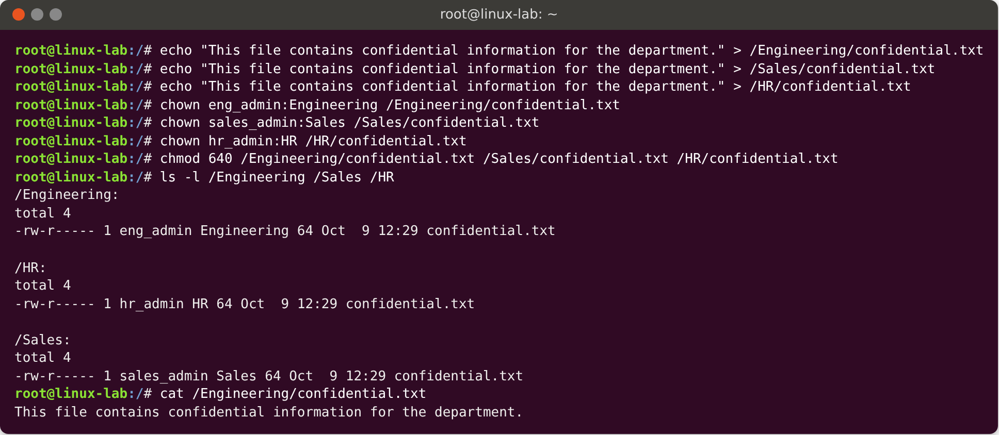 root@linux-lab: ~
root@linux-lab:/# echo "This file contains confidential information for the department." > /Engineering/confidential.txt
root@linux-lab:/# echo "This file contains confidential information for the department." > /Sales/confidential.txt
root@linux-lab:/# echo "This file contains confidential information for the department." > /HR/confidential.txt
root@linux-lab:/# chown eng_admin:Engineering /Engineering/confidential.txt
root@linux-lab:/# chown sales_admin:Sales /Sales/confidential.txt
root@linux-lab:/# chown hr_admin:HR /HR/confidential.txt
root@linux-lab:/# chmod 640 /Engineering/confidential.txt /Sales/confidential.txt /HR/confidential.txt
root@linux-lab:/# ls -l /Engineering /Sales /HR
/Engineering:
total 4
-rw-r----- 1 eng_admin Engineering 64 Oct  9 12:29 confidential.txt

/HR:
total 4
-rw-r----- 1 hr_admin HR 64 Oct  9 12:29 confidential.txt

/Sales:
total 4
-rw-r----- 1 sales_admin Sales 64 Oct  9 12:29 confidential.txt
root@linux-lab:/# cat /Engineering/confidential.txt
This file contains confidential information for the department.